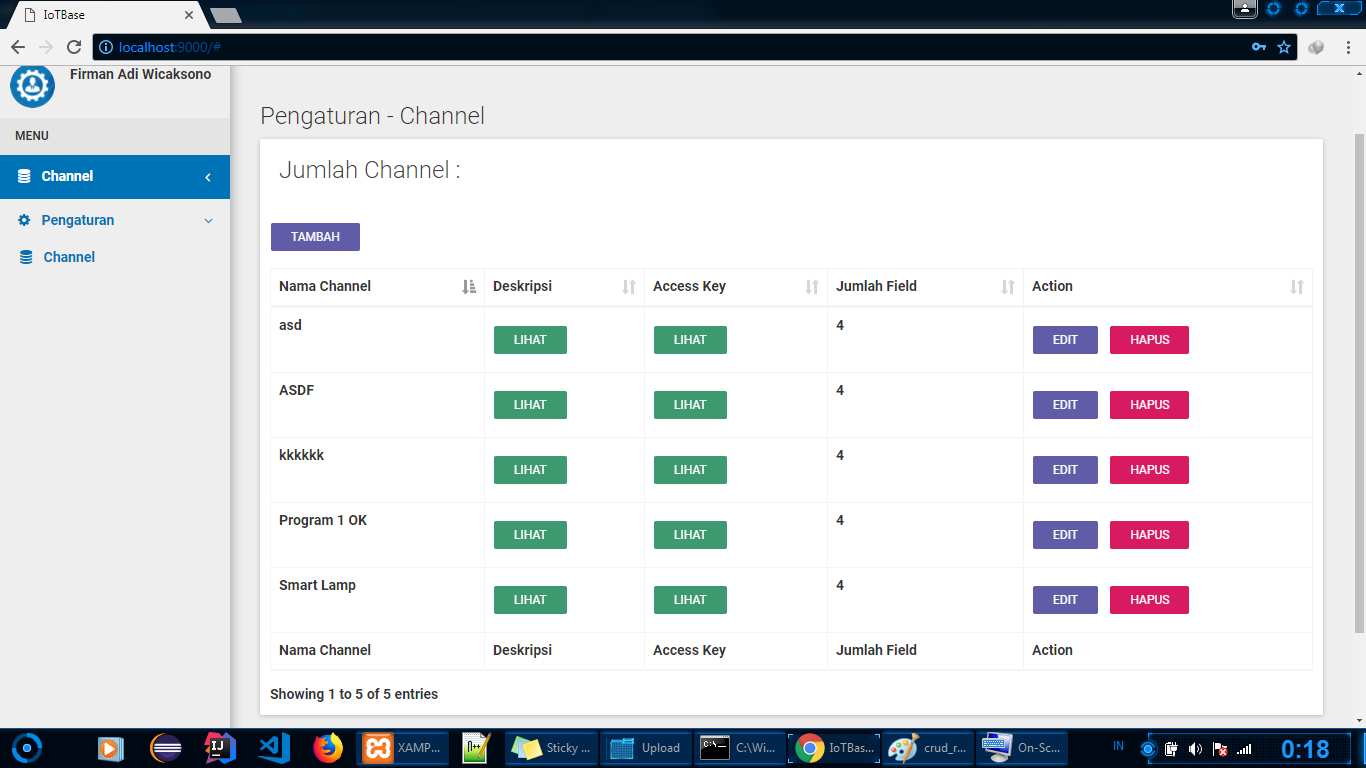 IoTBase
localhost:9000/#
Firman Adi Wicaksono
MENU
Channel
Pengaturan
Channel
Pengaturan - Channel
Jumlah Channel :
TAMBAH
Nama Channel Deskripsi Access Key Jumlah Field Action
asd LIHAT LIHAT 4 EDIT HAPUS
ASDF LIHAT LIHAT 4 EDIT HAPUS
kkkkkk LIHAT LIHAT 4 EDIT HAPUS
Program 1 OK LIHAT LIHAT 4 EDIT HAPUS
Smart Lamp LIHAT LIHAT 4 EDIT HAPUS
Nama Channel Deskripsi Access Key Jumlah Field Action
Showing 1 to 5 of 5 entries
XAMP... Sticky ... Upload C:\Wi... IoTBas... crud_r... On-Sc... IN 0:18